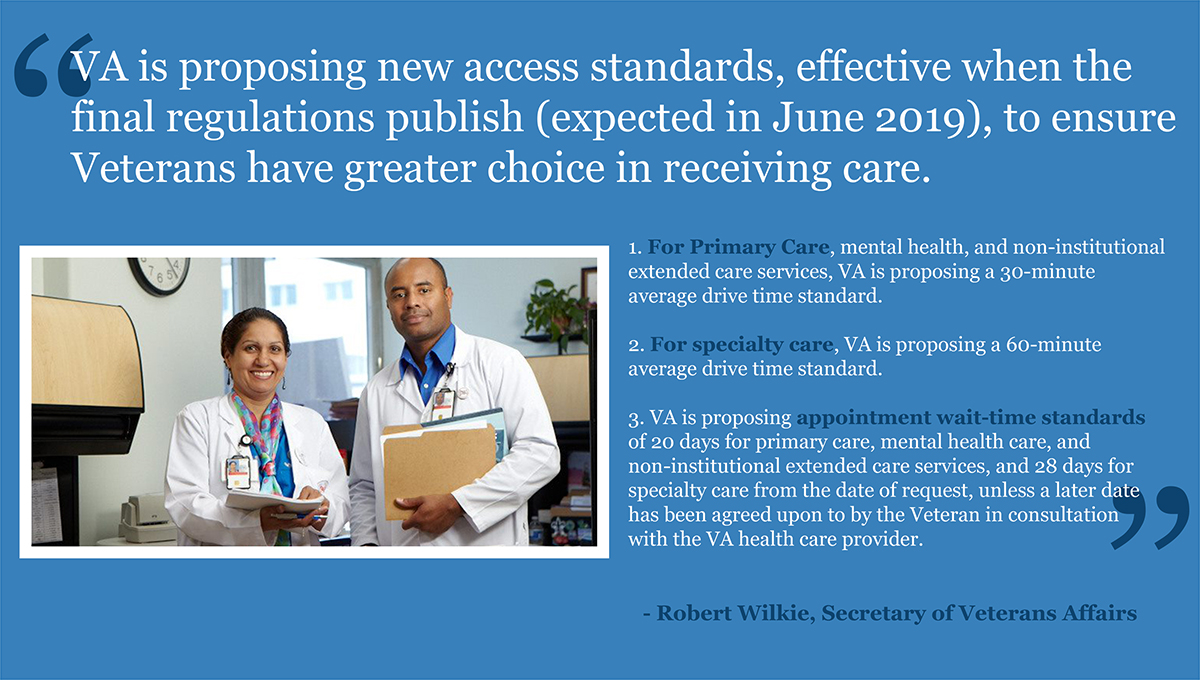 “VA is proposing new access standards, effective when the
final regulations publish (expected in June 2019), to ensure
Veterans have greater choice in receiving care.
1. For Primary Care, mental health, and non-institutional
extended care services, VA is proposing a 30-minute
average drive time standard.
2. For specialty care, VA is proposing a 60-minute
average drive time standard.
3. VA is proposing appointment wait-time standards
of 20 days for primary care, mental health care, and
non-institutional extended care services, and 28 days for
specialty care from the date of request, unless a later date
has been agreed upon to by the Veteran in consultation
with the VA health care provider.”
- Robert Wilkie, Secretary of Veterans Affairs